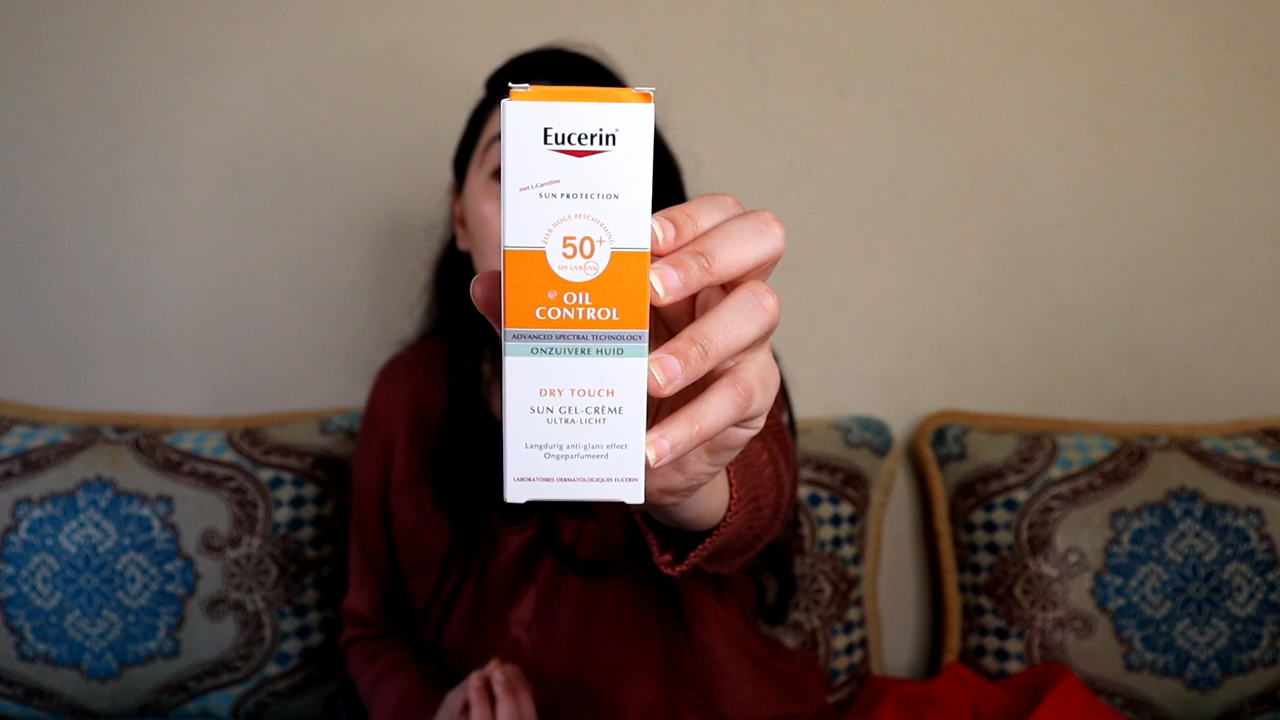 Eucerin®
met L-Carnitine
SUN PROTECTION
ZEER HOGE BESCHERMING
50+
SPF UVB UVA
OIL
CONTROL
ADVANCED SPECTRAL TECHNOLOGY
ONZUIVERE HUID
DRY TOUCH
SUN GEL-CRÈME
ULTRA-LICHT
Langdurig anti-glans effect
Ongeparfumeerd
LABORATOIRES DERMATOLOGIQUES EUCERIN